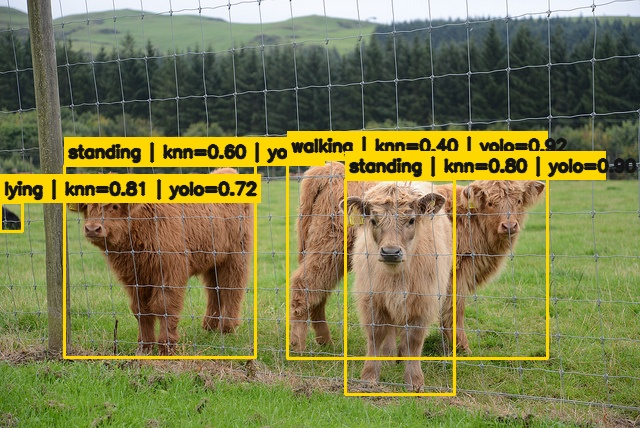 walking | knn=0.40 | yolo=0.92
standing | knn=0.60 | yo
standing | knn=0.80 | yolo=0.96
lying | knn=0.81 | yolo=0.72